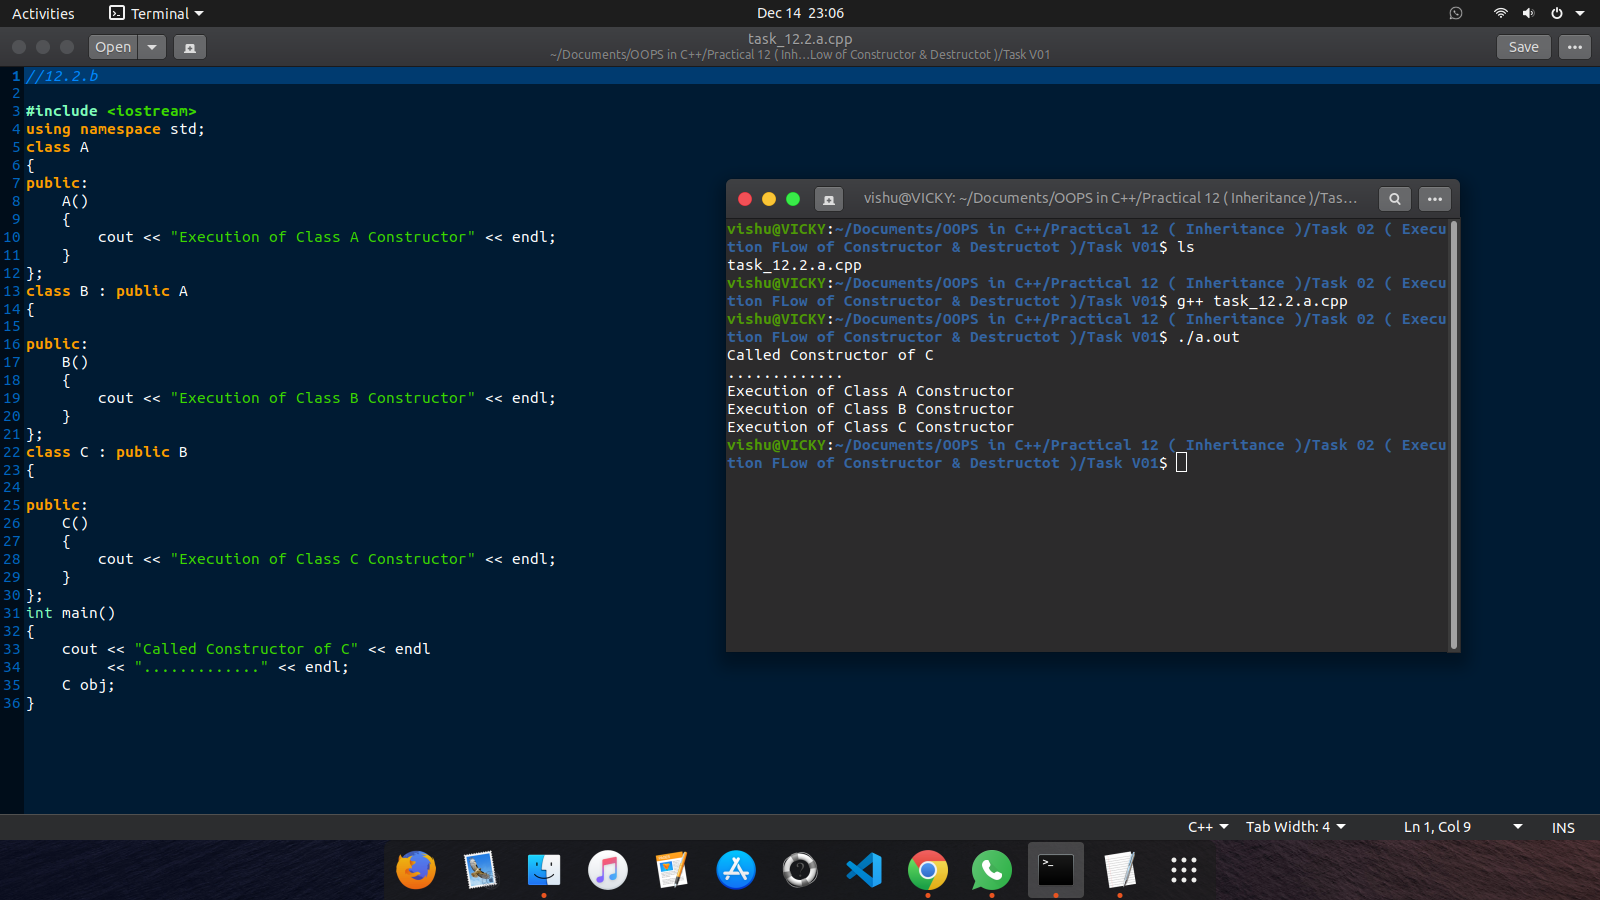 Activities
Terminal
Dec 14 23:06
Open
task_12.2.a.cpp
~/Documents/OOPS in C++/Practical 12 ( Inh...Low of Constructor & Destructot )/Task V01
Save
1 //12.2.b
2
3 #include <iostream>
4 using namespace std;
5 class A
6 {
7 public:
8     A()
9     {
10         cout << "Execution of Class A Constructor" << endl;
11     }
12 };
13 class B : public A
14 {
15
16 public:
17     B()
18     {
19         cout << "Execution of Class B Constructor" << endl;
20     }
21 };
22 class C : public B
23 {
24
25 public:
26     C()
27     {
28         cout << "Execution of Class C Constructor" << endl;
29     }
30 };
31 int main()
32 {
33     cout << "Called Constructor of C" << endl
34          << "............." << endl;
35     C obj;
36 }
vishu@VICKY: ~/Documents/OOPS in C++/Practical 12 ( Inheritance )/Tas...
vishu@VICKY:~/Documents/OOPS in C++/Practical 12 ( Inheritance )/Task 02 ( Execu
tion FLow of Constructor & Destructot )/Task V01$ ls
task_12.2.a.cpp
vishu@VICKY:~/Documents/OOPS in C++/Practical 12 ( Inheritance )/Task 02 ( Execu
tion FLow of Constructor & Destructot )/Task V01$ g++ task_12.2.a.cpp
vishu@VICKY:~/Documents/OOPS in C++/Practical 12 ( Inheritance )/Task 02 ( Execu
tion FLow of Constructor & Destructot )/Task V01$ ./a.out
Called Constructor of C
.............
Execution of Class A Constructor
Execution of Class B Constructor
Execution of Class C Constructor
vishu@VICKY:~/Documents/OOPS in C++/Practical 12 ( Inheritance )/Task 02 ( Execu
tion FLow of Constructor & Destructot )/Task V01$
C++
Tab Width: 4
Ln 1, Col 9
INS